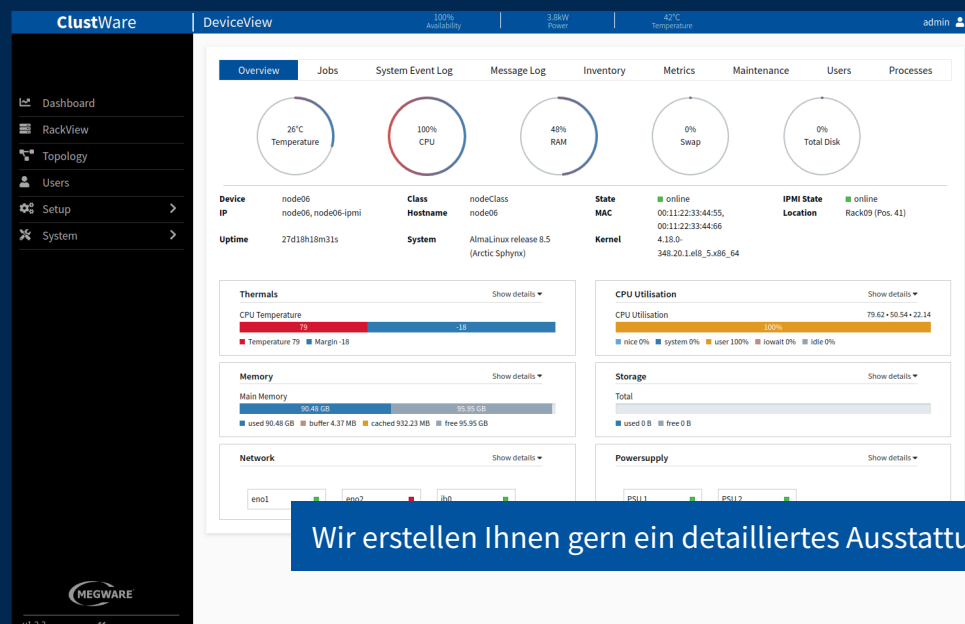 ClustWare
DeviceView
100%
Availability
3.8kW
Power
42°C
Temperature
admin
Dashboard
RackView
Topology
Users
Setup
System
MEGWARE
v1.2.2
Overview Jobs System Event Log Message Log Inventory Metrics Maintenance Users Processes
26°C
Temperature
100%
CPU
48%
RAM
0%
Swap
0%
Total Disk
Device node06 Class nodeClass State online IPMI State online
IP node06, node06-ipmi Hostname node06 MAC 00:11:22:33:44:55, Location Rack09 (Pos. 41)
00:11:22:33:44:66
Uptime 27d18h18m31s System AlmaLinux release 8.5 Kernel 4.18.0-
(Arctic Sphynx) 348.20.1.el8_5.x86_64
Thermals Show details
CPU Temperature
79 -18
Temperature 79 Margin -18
CPU Utilisation Show details
CPU Utilisation 79.62 • 50.54 • 22.14
100%
nice 0% system 0% user 100% iowait 0% Idle 0%
Memory Show details
Main Memory
90.48 GB 95.95 GB
used 90.48 GB buffer 4.37 MB cached 932.23 MB free 95.95 GB
Storage Show details
Total
used 0 B free 0 B
Network Show details
eno1 eno2 ib0
Powersupply Show details
PSU 1 PSU 2
Wir erstellen Ihnen gern ein detailliertes Ausstattu